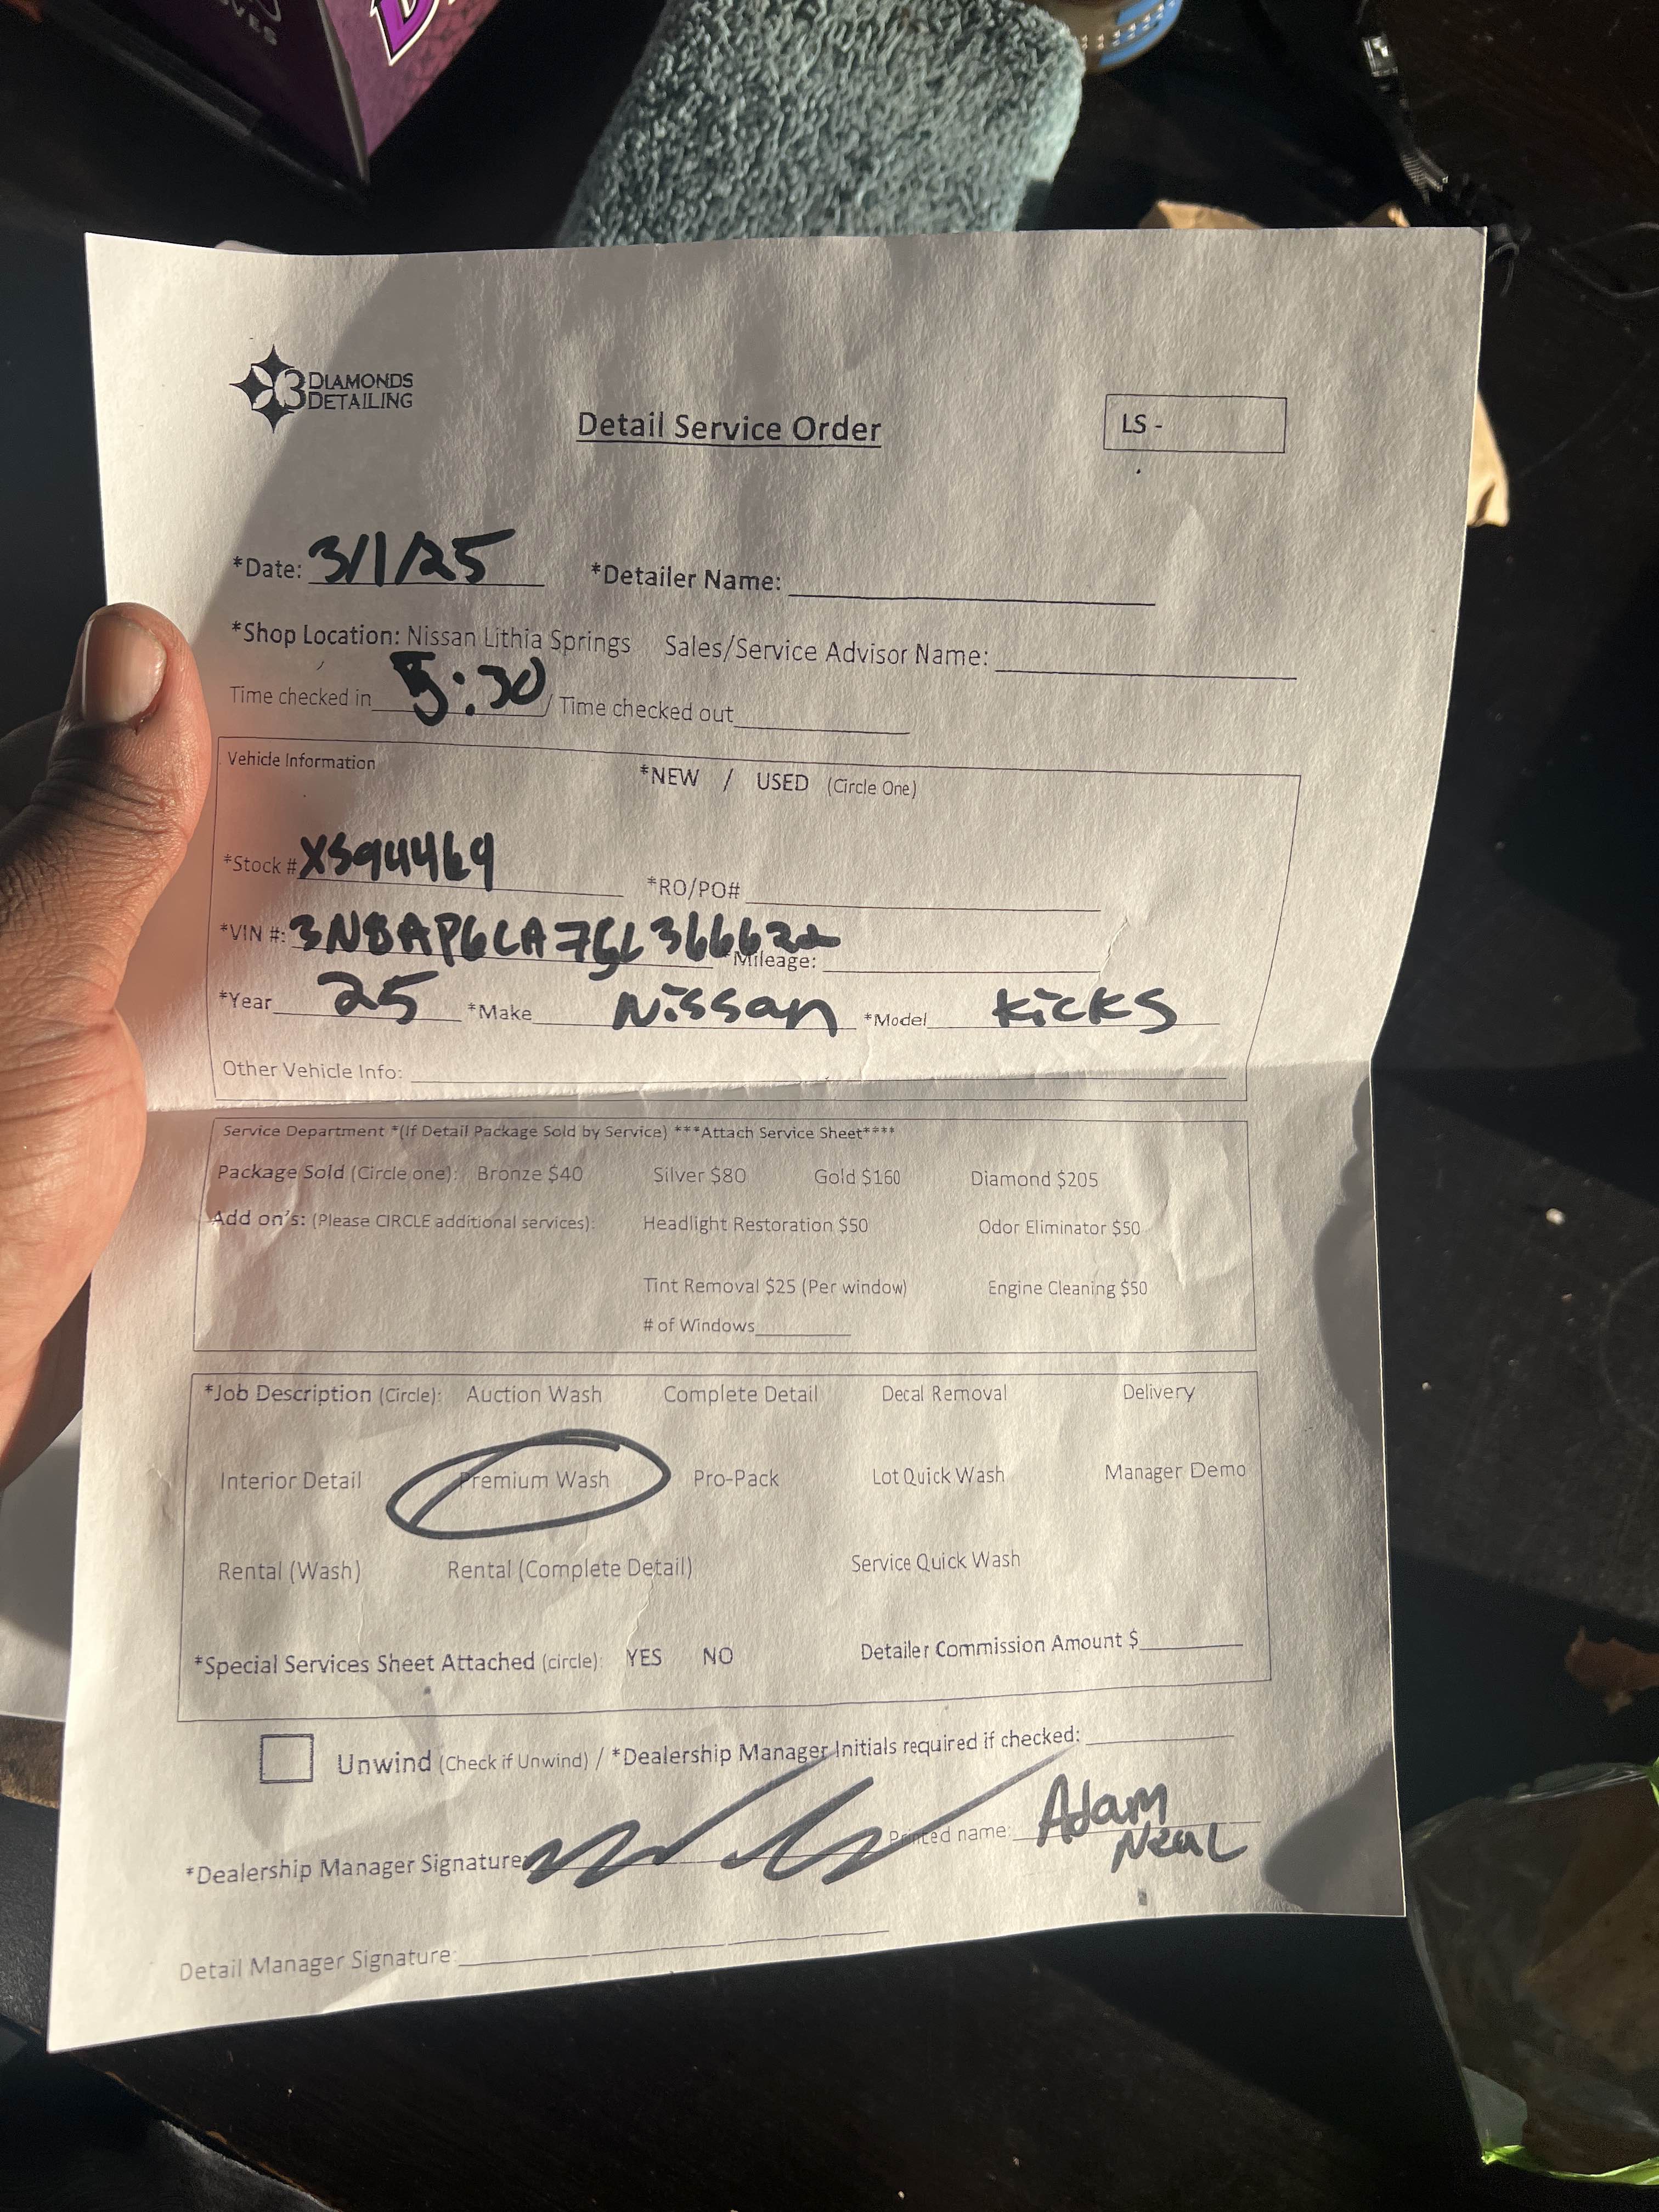 VES
3 DIAMONDS
DETAILING
Detail Service Order
LS -
*Date: 3/1/25 *Detailer Name:
*Shop Location: Nissan Lithia Springs Sales/Service Advisor Name:
Time checked in 5:30 / Time checked out
Vehicle Information *NEW / USED (Circle One)
*Stock # XS94469 *RO/PO#
*VIN #: 3N8AP6CA7SL366622 *Mileage:
*Year 25 *Make Nissan *Model Kicks
Other Vehicle Info:
Service Department *(If Detail Package Sold by Service) ***Attach Service Sheet****
Package Sold (Circle one): Bronze $40 Silver $80 Gold $160 Diamond $205
Add on's: (Please CIRCLE additional services): Headlight Restoration $50 Odor Eliminator $50
Tint Removal $25 (Per window) Engine Cleaning $50
# of Windows
*Job Description (Circle): Auction Wash Complete Detail Decal Removal Delivery
Interior Detail Premium Wash Pro-Pack Lot Quick Wash Manager Demo
Rental (Wash) Rental (Complete Detail) Service Quick Wash
*Special Services Sheet Attached (circle): YES NO Detailer Commission Amount $
Unwind (Check if Unwind) / *Dealership Manager Initials required if checked:
*Dealership Manager Signature: Printed name: Adam
Neal
Detail Manager Signature: